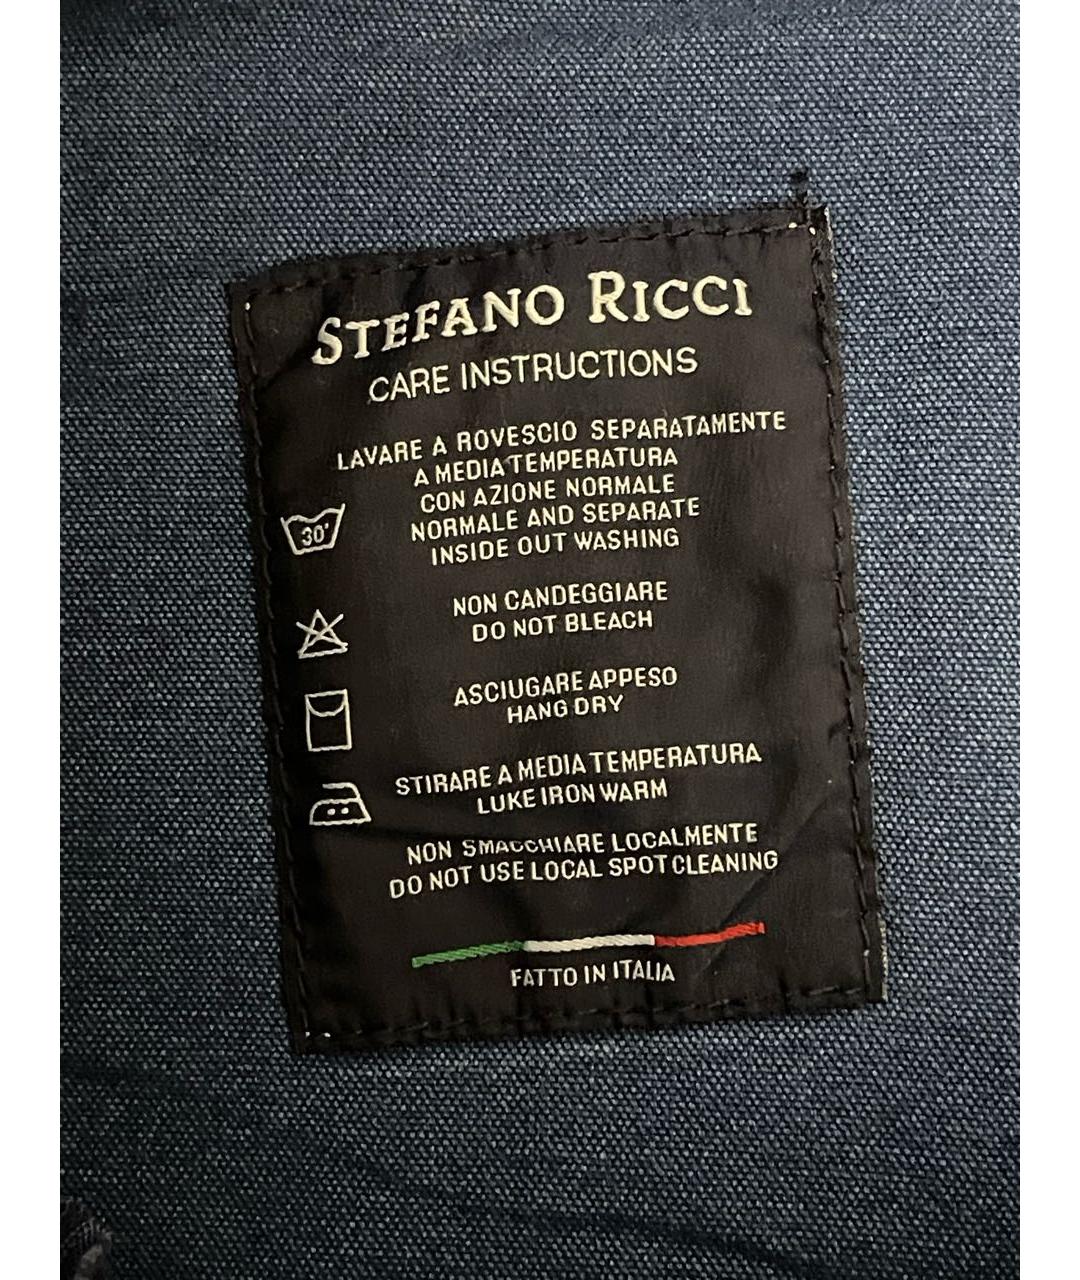 STEFANO RICCI
CARE INSTRUCTIONS
LAVARE A ROVESCIO SEPARATAMENTE
A MEDIA TEMPERATURA
CON AZIONE NORMALE
NORMALE AND SEPARATE
INSIDE OUT WASHING
30°
NON CANDEGGIARE
DO NOT BLEACH
ASCIUGARE APPESO
HANG DRY
STIRARE A MEDIA TEMPERATURA
LUKE IRON WARM
NON SMACCHIARE LOCALMENTE
DO NOT USE LOCAL SPOT CLEANING
FATTO IN ITALIA